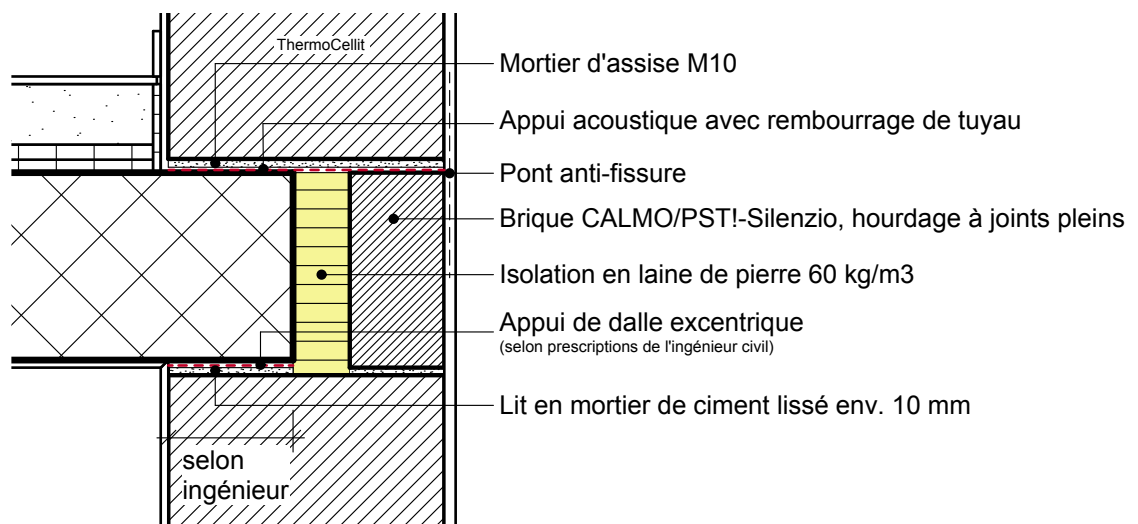 ThermoCellit
Mortier d'assise M10
Appui acoustique avec rembourrage de tuyau
Pont anti-fissure
Brique CALMO/PST!-Silenzio, hourdage à joints pleins
Isolation en laine de pierre 60 kg/m3
Appui de dalle excentrique
(selon prescriptions de l'ingénieur civil)
Lit en mortier de ciment lissé env. 10 mm
selon
ingénieur